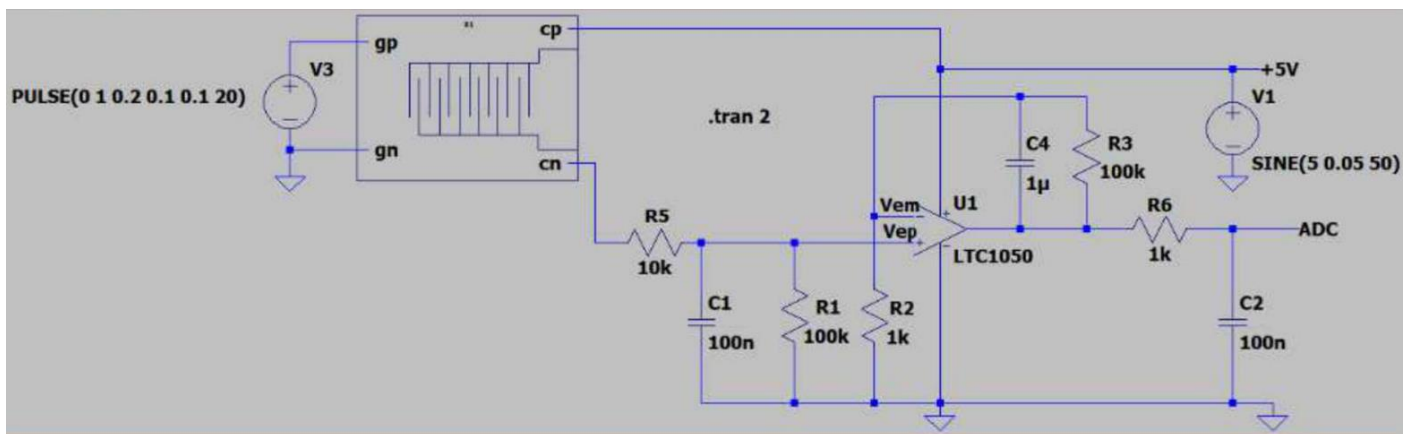 cp
gp
V3
PULSE(0 1 0.2 0.1 0.1 20)
gn
cn
.tran 2
+5V
V1
SINE(5 0.05 50)
C4
1µ
R3
100k
R5
10k
Vem
Vep
U1
LTC1050
R6
1k
ADC
C1
100n
R1
100k
R2
1k
C2
100n